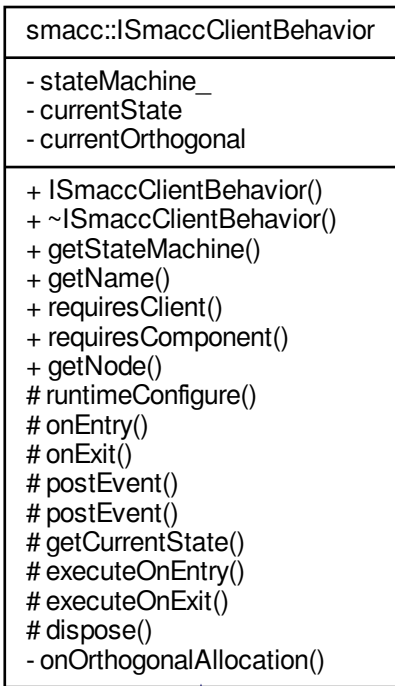 smacc::ISmaccClientBehavior
- stateMachine_
- currentState
- currentOrthogonal
+ ISmaccClientBehavior()
+ ~ISmaccClientBehavior()
+ getStateMachine()
+ getName()
+ requiresClient()
+ requiresComponent()
+ getNode()
# runtimeConfigure()
# onEntry()
# onExit()
# postEvent()
# postEvent()
# getCurrentState()
# executeOnEntry()
# executeOnExit()
# dispose()
- onOrthogonalAllocation()